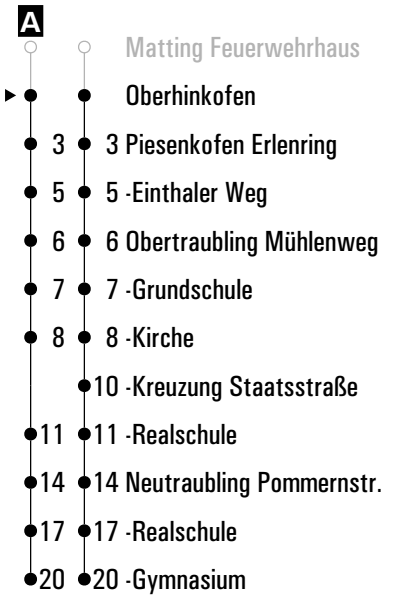 A
Matting Feuerwehrhaus
Oberhinkofen
3 3 Piesenkofen Erlenring
5 5 -Einthaler Weg
6 6 Obertraubling Mühlenweg
7 7 -Grundschule
8 8 -Kirche
10 -Kreuzung Staatsstraße
11 11 -Realschule
14 14 Neutraubling Pommernstr.
17 17 -Realschule
20 20 -Gymnasium